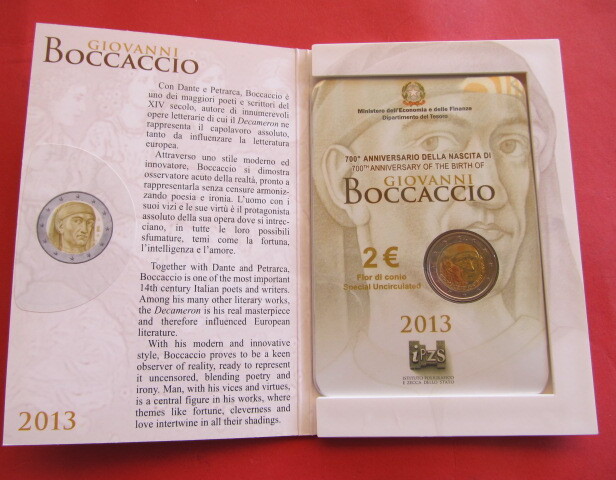 GIOVANNI
BOCCACCIO
Con Dante e Petrarca, Boccaccio è
uno dei maggiori poeti e scrittori del
XIV secolo, autore di innumerevoli
opere letterarie di cui il Decameron ne
rappresenta il capolavoro assoluto,
tanto da influenzare la letteratura
europea.
Attraverso uno stile moderno ed
innovatore, Boccaccio si dimostra
osservatore acuto della realtà, pronto a
rappresentarla senza censure armoniz-
zando poesia e ironia. L'uomo con i
suoi vizi e le sue virtù è il protagonista
assoluto della sua opera dove si intrec-
ciano, in tutte le loro possibili
sfumature, temi come la fortuna,
l'intelligenza e l'amore.
Together with Dante and Petrarca,
Boccaccio is one of the most important
14th century Italian poets and writers.
Among his many other literary works,
the Decameron is his real masterpiece
and therefore influenced European
literature.
With his modern and innovative
style, Boccaccio proves to be a keen
observer of reality, ready to represent
it uncensored, blending poetry and
irony. Man, with his vices and virtues,
is a central figure in his works, where
themes like fortune, cleverness and
love intertwine in all their shadings.
2013
Ministero dell'Economia e delle Finanze
Dipartimento del Tesoro
700° ANNIVERSARIO DELLA NASCITA DI
700TH ANNIVERSARY OF THE BIRTH OF
GIOVANNI
BOCCACCIO
2 €
Fior di conio
Special Uncirculated
2013
IPZS
ISTITUTO POLIGRAFICO
E ZECCA DELLO STATO